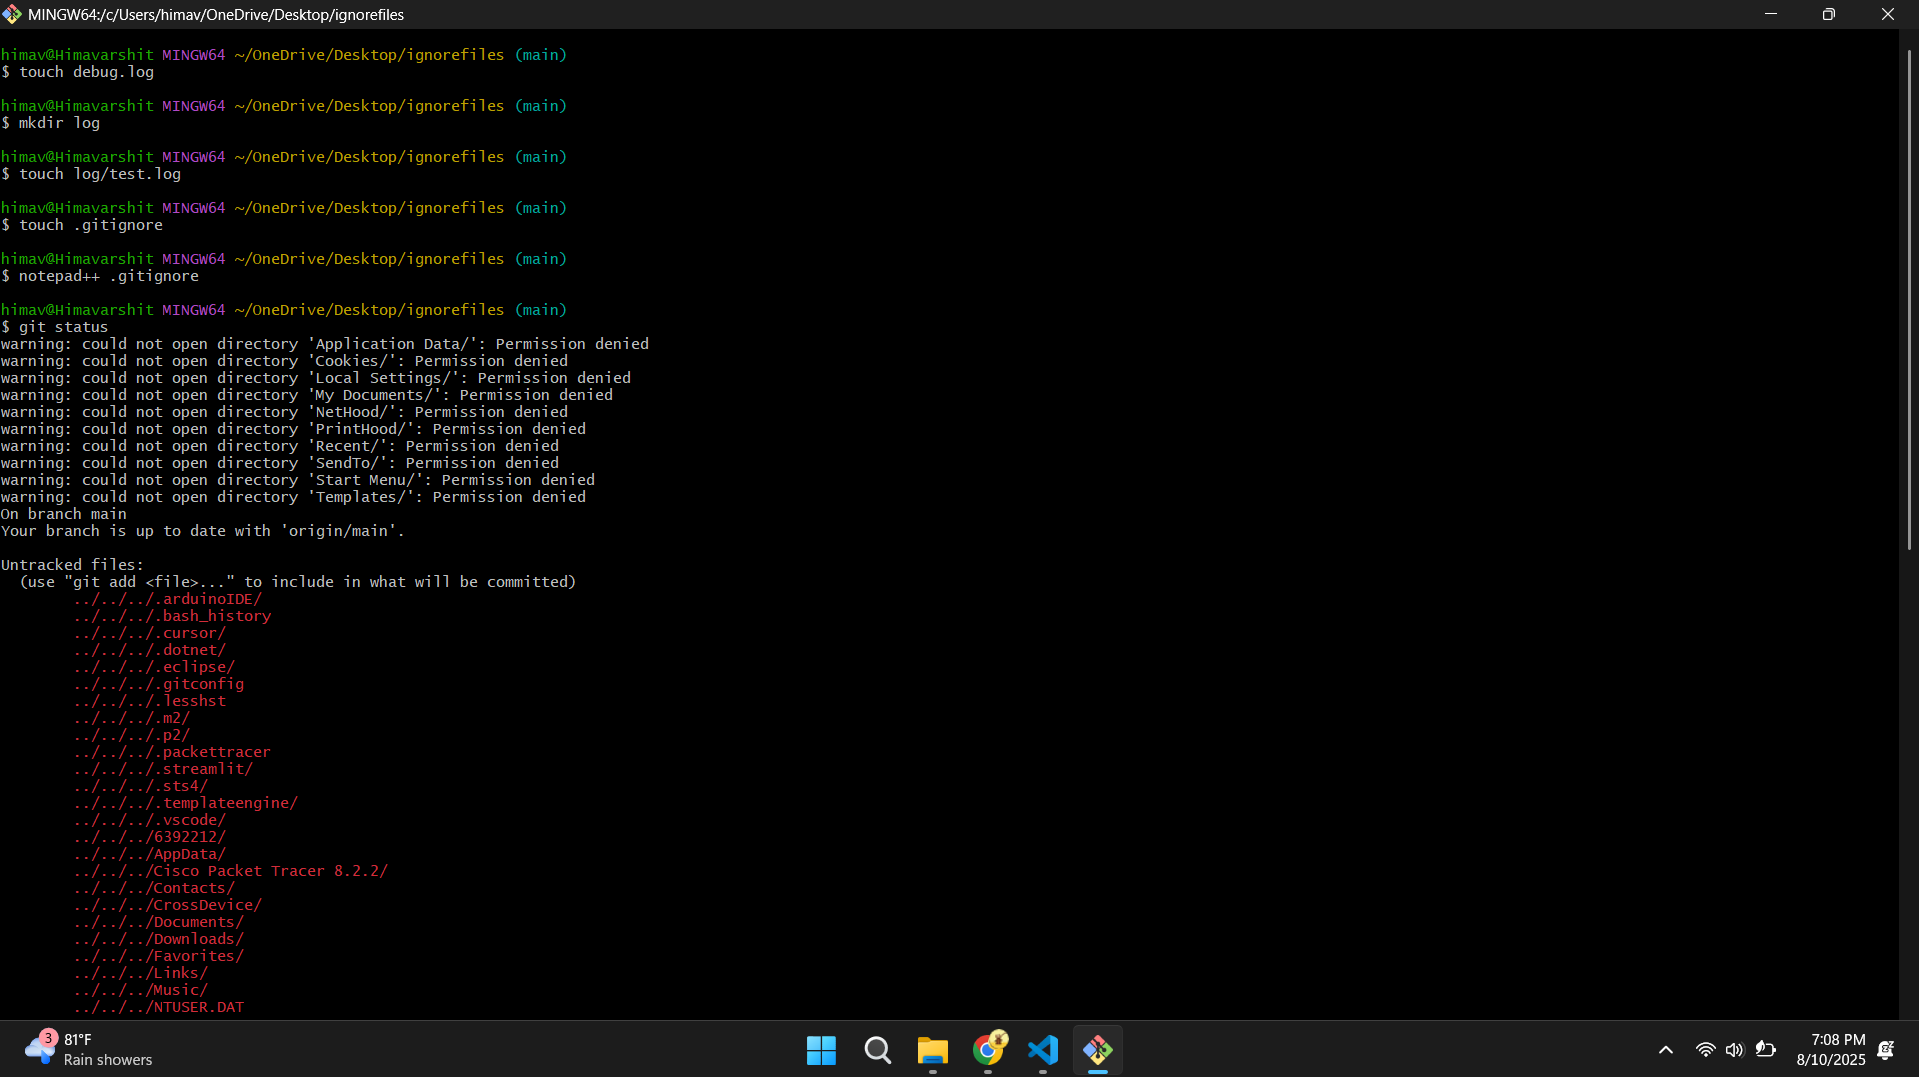 MINGW64:/c/Users/himav/OneDrive/Desktop/ignorefiles
himav@Himavarshit MINGW64 ~/OneDrive/Desktop/ignorefiles (main)
$ touch debug.log
himav@Himavarshit MINGW64 ~/OneDrive/Desktop/ignorefiles (main)
$ mkdir log
himav@Himavarshit MINGW64 ~/OneDrive/Desktop/ignorefiles (main)
$ touch log/test.log
himav@Himavarshit MINGW64 ~/OneDrive/Desktop/ignorefiles (main)
$ touch .gitignore
himav@Himavarshit MINGW64 ~/OneDrive/Desktop/ignorefiles (main)
$ notepad++ .gitignore
himav@Himavarshit MINGW64 ~/OneDrive/Desktop/ignorefiles (main)
$ git status
warning: could not open directory 'Application Data/': Permission denied
warning: could not open directory 'Cookies/': Permission denied
warning: could not open directory 'Local Settings/': Permission denied
warning: could not open directory 'My Documents/': Permission denied
warning: could not open directory 'NetHood/': Permission denied
warning: could not open directory 'PrintHood/': Permission denied
warning: could not open directory 'Recent/': Permission denied
warning: could not open directory 'SendTo/': Permission denied
warning: could not open directory 'Start Menu/': Permission denied
warning: could not open directory 'Templates/': Permission denied
On branch main
Your branch is up to date with 'origin/main'.
Untracked files:
(use "git add <file>..." to include in what will be committed)
../../../.arduinoIDE/
../../../.bash_history
../../../.cursor/
../../../.dotnet/
../../../.eclipse/
../../../.gitconfig
../../../.lesshst
../../../.m2/
../../../.p2/
../../../.packettracer
../../../.streamlit/
../../../.sts4/
../../../.templateengine/
../../../.vscode/
../../../6392212/
../../../AppData/
../../../Cisco Packet Tracer 8.2.2/
../../../Contacts/
../../../CrossDevice/
../../../Documents/
../../../Downloads/
../../../Favorites/
../../../Links/
../../../Music/
../../../NTUSER.DAT
3
81°F
Rain showers
7:08 PM
8/10/2025